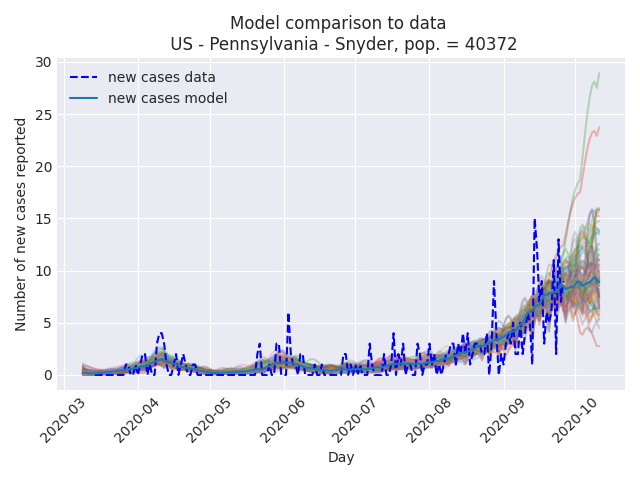 Model comparison to data
US - Pennsylvania - Snyder, pop. = 40372
new cases data
new cases model
Number of new cases reported
30
25
20
15
10
5
0
2020-03
2020-04
2020-05
2020-06
2020-07
2020-08
2020-09
2020-10
Day